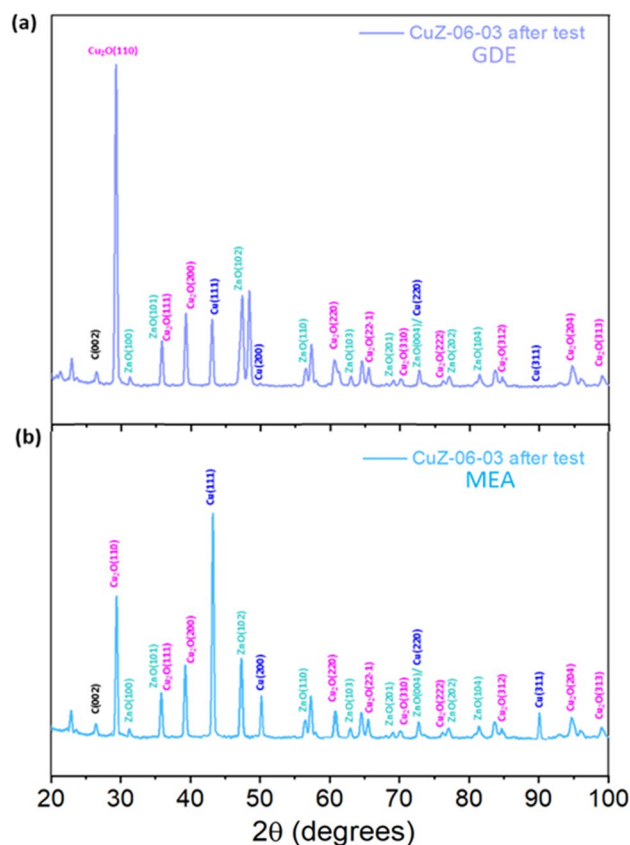 (a)
CuZ-06-03 after test
GDE
Cu₂O(110)
C(002)
ZnO(100)
ZnO(101)
Cu₂O(111)
Cu₂O(200)
Cu(111)
ZnO(102)
Cu(200)
ZnO(110)
Cu₂O(220)
ZnO(103)
Cu₂O(22-1)
ZnO(201)
Cu₂O(310)
ZnO(004)/ Cu(220)
Cu₂O(222)
ZnO(202)
ZnO(104)
Cu₂O(312)
Cu(311)
Cu₂O(204)
Cu₂O(313)
(b)
CuZ-06-03 after test
MEA
C(002)
Cu₂O(110)
ZnO(100)
ZnO(101)
Cu₂O(111)
Cu₂O(200)
Cu(111)
ZnO(102)
Cu(200)
ZnO(110)
Cu₂O(220)
ZnO(103)
Cu₂O(22-1)
ZnO(201)
Cu₂O(310)
ZnO(004)/ Cu(220)
Cu₂O(222)
ZnO(202)
ZnO(104)
Cu₂O(312)
Cu(311)
Cu₂O(204)
Cu₂O(313)
20 30 40 50 60 70 80 90 100
2θ (degrees)